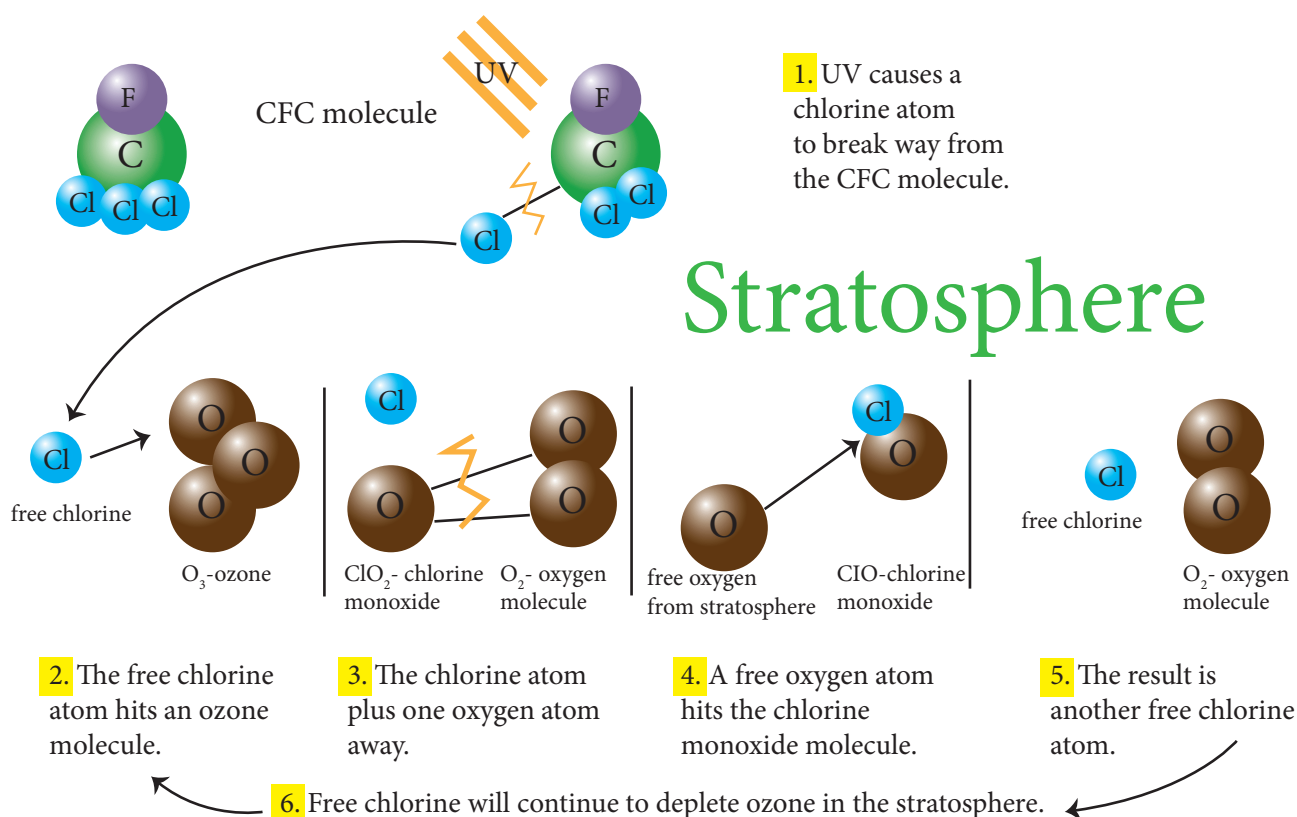 F
C
Cl
Cl
Cl
CFC molecule
UV
F
C
Cl
Cl
Cl
1. UV causes a
chlorine atom
to break way from
the CFC molecule.
Stratosphere
Cl
free chlorine
O
O
O
O₃-ozone
Cl
O
O
O
ClO₂- chlorine
monoxide
O₂- oxygen
molecule
O
free oxygen
from stratosphere
Cl
O
CIO-chlorine
monoxide
Cl
free chlorine
O
O
O₂- oxygen
molecule
2. The free chlorine
atom hits an ozone
molecule.
3. The chlorine atom
plus one oxygen atom
away.
4. A free oxygen atom
hits the chlorine
monoxide molecule.
5. The result is
another free chlorine
atom.
6. Free chlorine will continue to deplete ozone in the stratosphere.